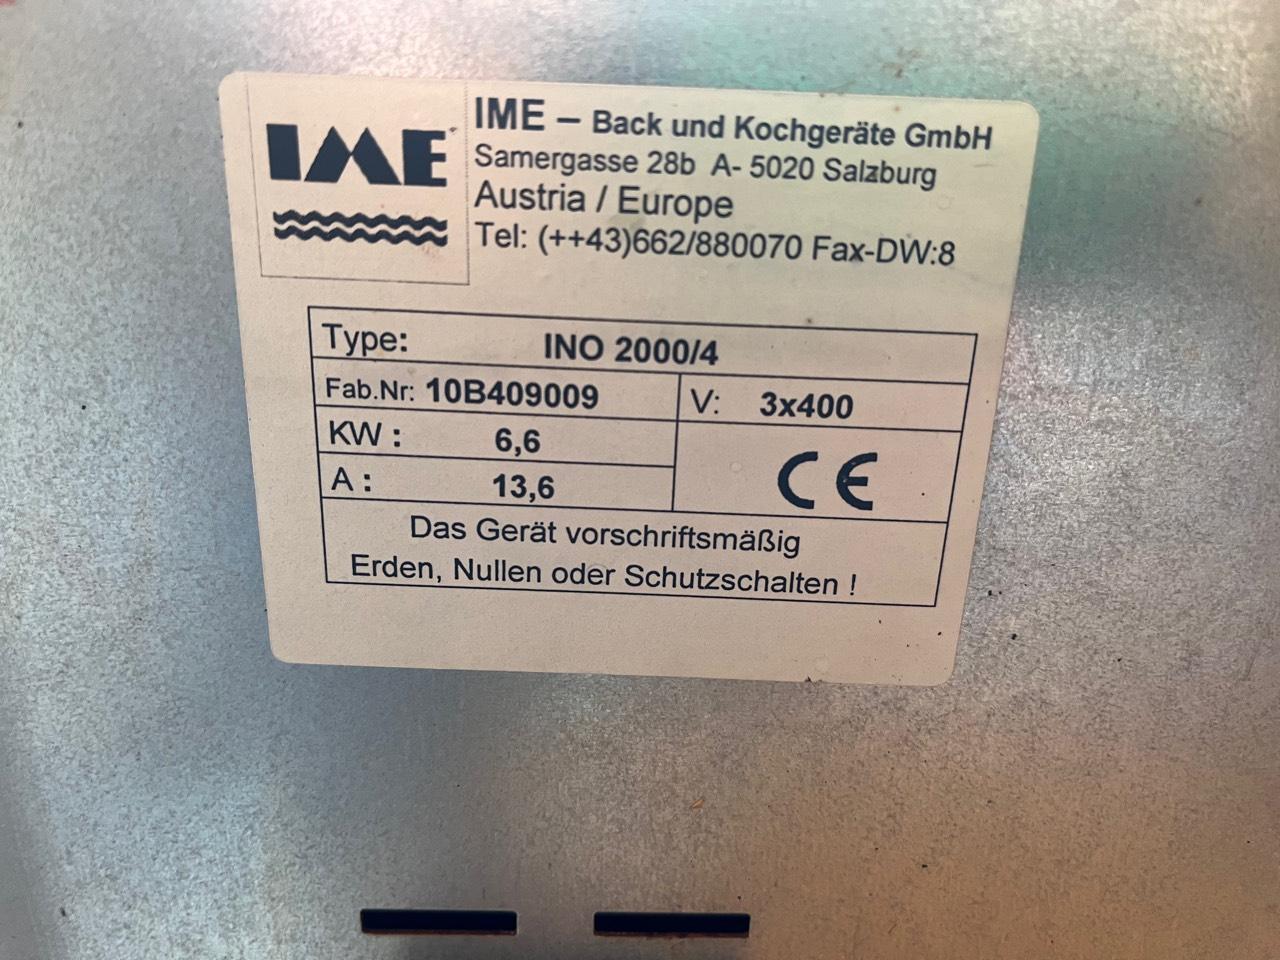 IME
IME – Back und Kochgeräte GmbH
Samergasse 28b A- 5020 Salzburg
Austria / Europe
Tel: (++43)662/880070 Fax-DW:8
Type: INO 2000/4
Fab.Nr: 10B409009 V: 3x400
KW : 6,6
A : 13,6
CE
Das Gerät vorschriftsmäßig
Erden, Nullen oder Schutzschalten !